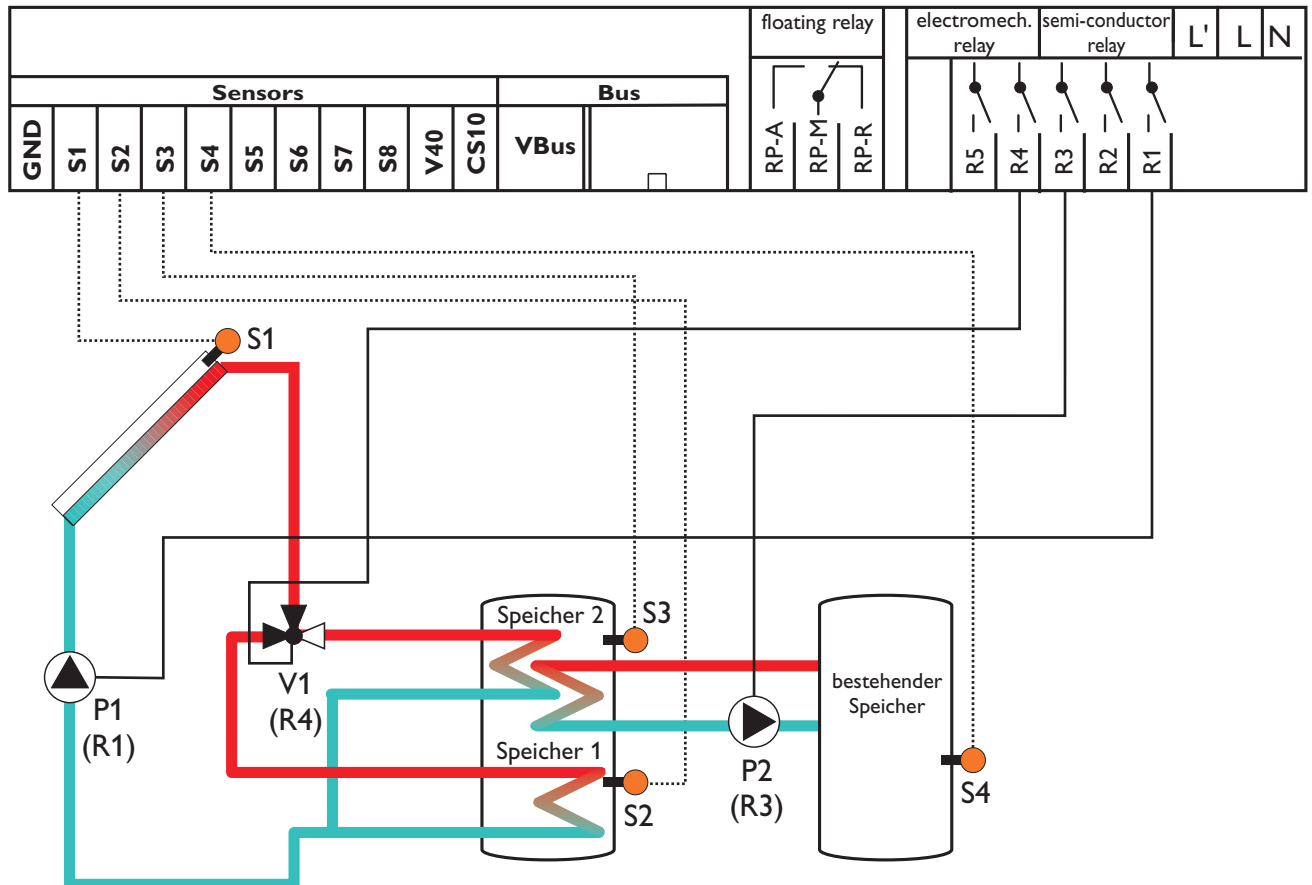 floating relay
electromech. relay
semi-conductor relay
L'
L
N
Sensors
Bus
GND
S1
S2
S3
S4
S5
S6
S7
S8
V40
CS10
VBus
RP-A
RP-M
RP-R
R5
R4
R3
R2
R1
S1
Speicher 2
S3
V1
(R4)
bestehender
Speicher
P1
(R1)
Speicher 1
S2
P2
(R3)
S4